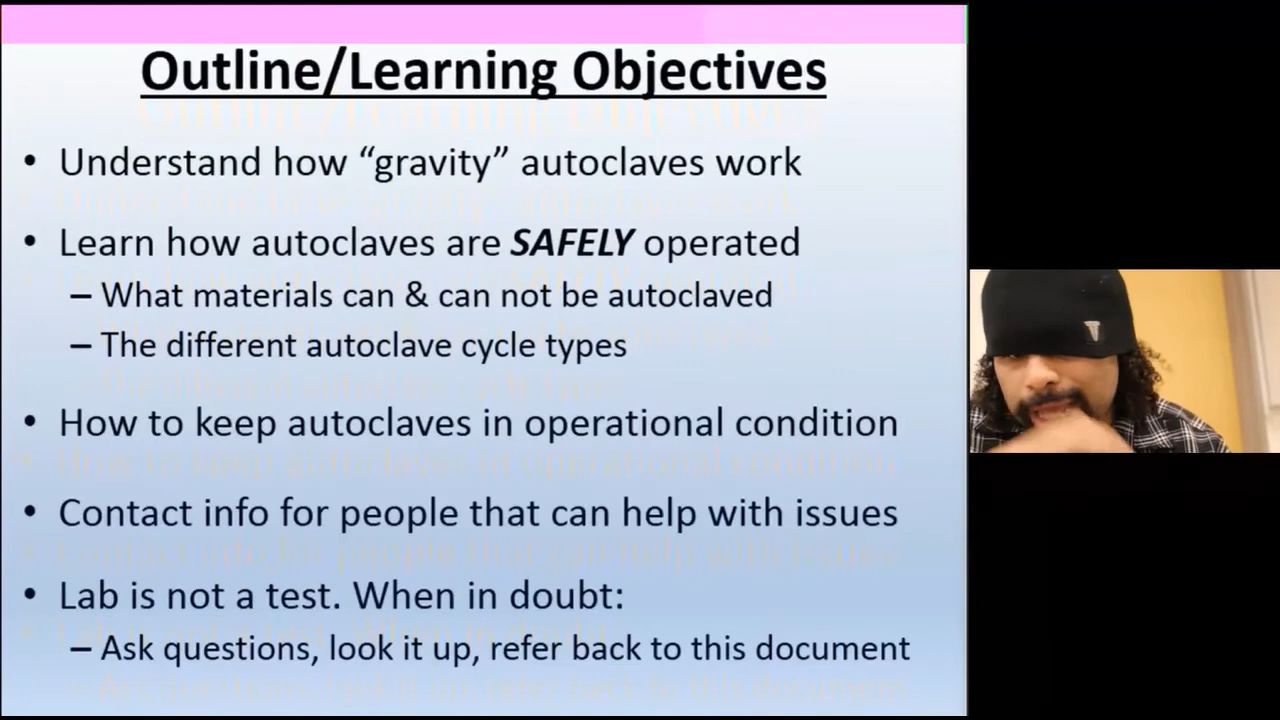 Outline/Learning Objectives
• Understand how “gravity” autoclaves work
• Learn how autoclaves are SAFELY operated
– What materials can & can not be autoclaved
– The different autoclave cycle types
• How to keep autoclaves in operational condition
• Contact info for people that can help with issues
• Lab is not a test. When in doubt:
– Ask questions, look it up, refer back to this document